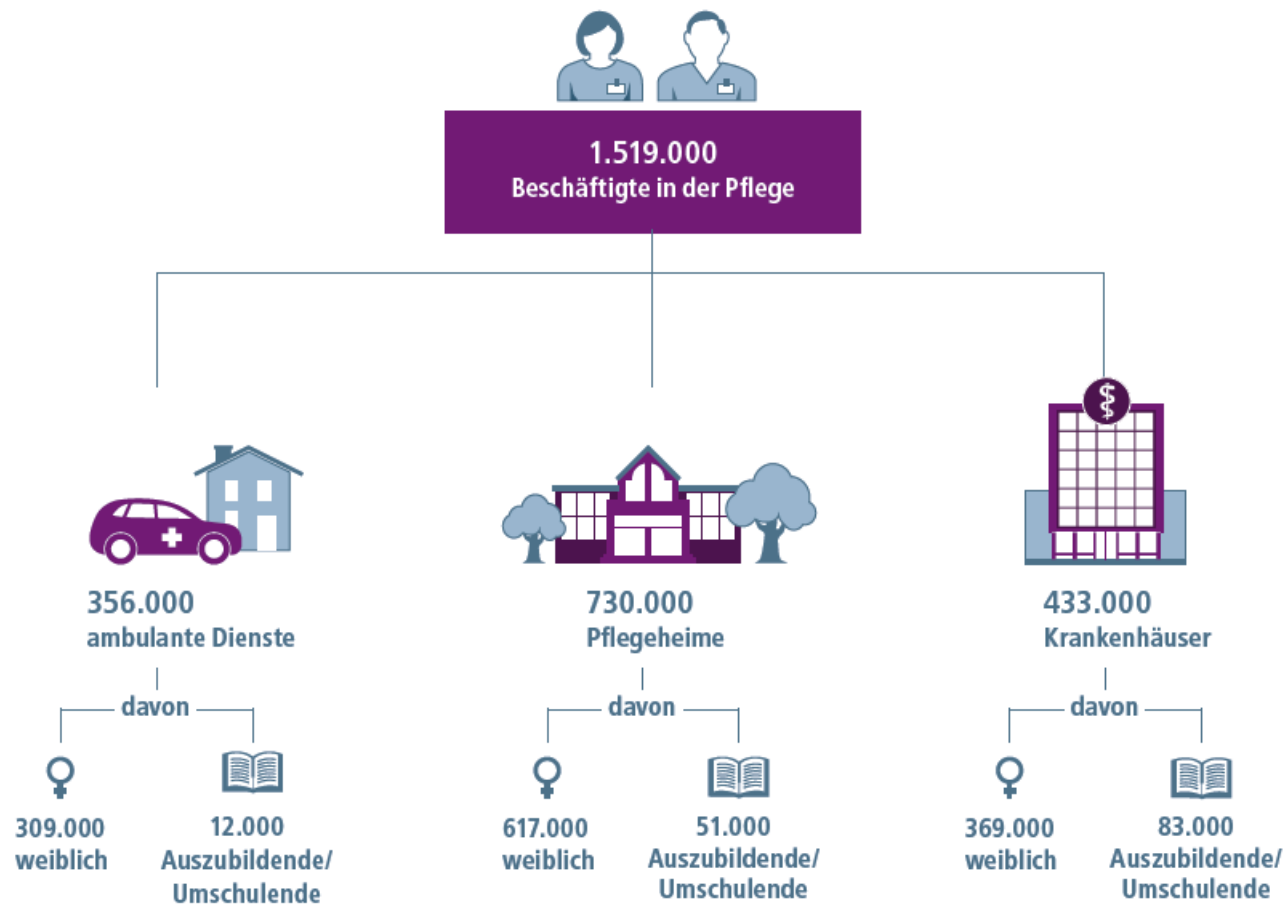 1.519.000
Beschäftigte in der Pflege
356.000
ambulante Dienste
davon
309.000
weiblich
12.000
Auszubildende/
Umschulende
730.000
Pflegeheime
davon
617.000
weiblich
51.000
Auszubildende/
Umschulende
433.000
Krankenhäuser
davon
369.000
weiblich
83.000
Auszubildende/
Umschulende